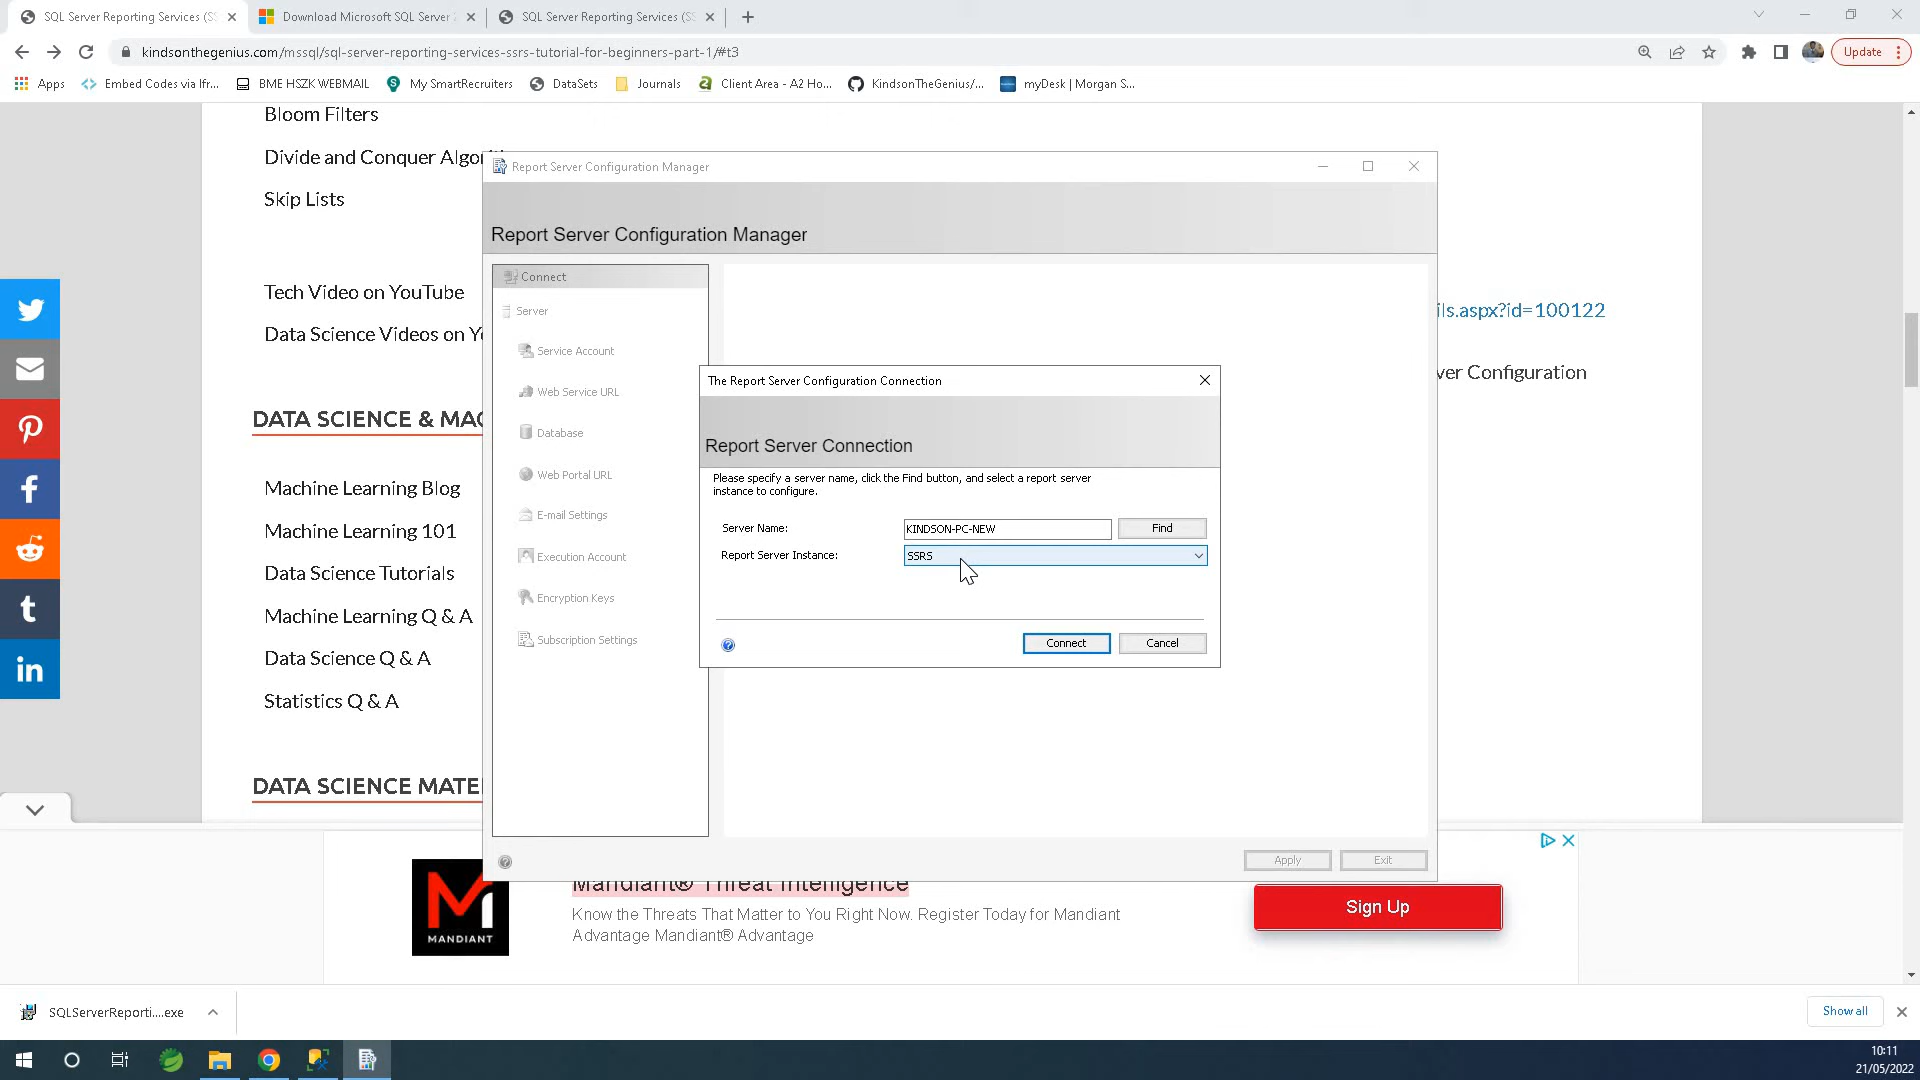 SQL Server Reporting Services (SS
Download Microsoft SQL Server
SQL Server Reporting Services (SS
kindsonthegenius.com/mssql/sql-server-reporting-services-ssrs-tutorial-for-beginners-part-1/#t3
Update
Apps
Embed Codes via Ifr...
BME HSZK WEBMAIL
My SmartRecruiters
DataSets
Journals
Client Area - A2 Ho...
KindsonTheGenius/...
myDesk | Morgan S...
Bloom Filters
Divide and Conquer Algorit
Skip Lists
Tech Video on YouTube
Data Science Videos on Yo
DATA SCIENCE & MAC
Machine Learning Blog
Machine Learning 101
Data Science Tutorials
Machine Learning Q & A
Data Science Q & A
Statistics Q & A
DATA SCIENCE MATE
ils.aspx?id=100122
ver Configuration
Report Server Configuration Manager
Report Server Configuration Manager
Connect
Server
Service Account
Web Service URL
Database
Web Portal URL
E-mail Settings
Execution Account
Encryption Keys
Subscription Settings
The Report Server Configuration Connection
Report Server Connection
Please specify a server name, click the Find button, and select a report server
instance to configure.
Server Name:
KINDSON-PC-NEW
Find
Report Server Instance:
SSRS
Connect
Cancel
Apply
Exit
MANDIANT
Mandiant® Threat Intelligence
Know the Threats That Matter to You Right Now. Register Today for Mandiant
Advantage Mandiant® Advantage
Sign Up
SQLServerReporti....exe
Show all
10:11
21/05/2022